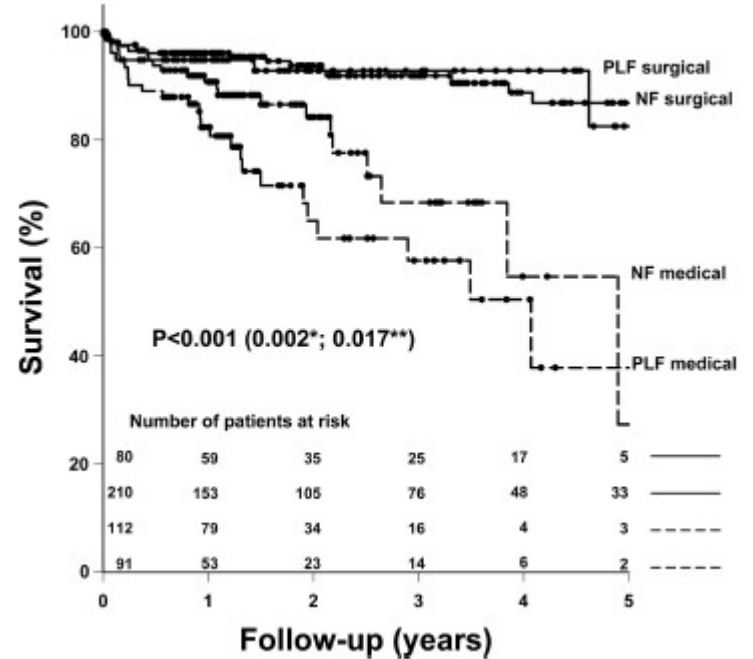 100
PLF surgical
NF surgical
80
60
NF medical
P<0.001 (0.002*; 0.017**)
40
PLF medical
Number of patients at risk
20
80 59 35 25 17 5
210 153 105 76 48 33
112 79 34 16 4 3
91 53 23 14 6 2
0
0 1 2 3 4 5
Follow-up (years)
Survival (%)